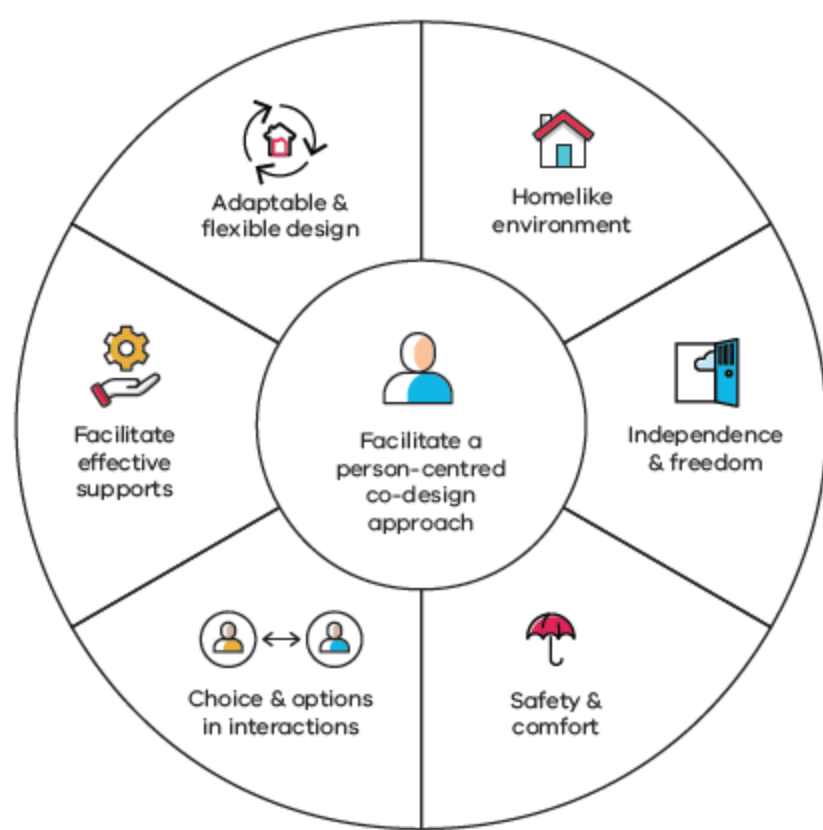 Adaptable &
flexible design
Homelike
environment
Facilitate
effective
supports
Facilitate a
person-centred
co-design
approach
Independence
& freedom
Choice & options
in interactions
Safety &
comfort